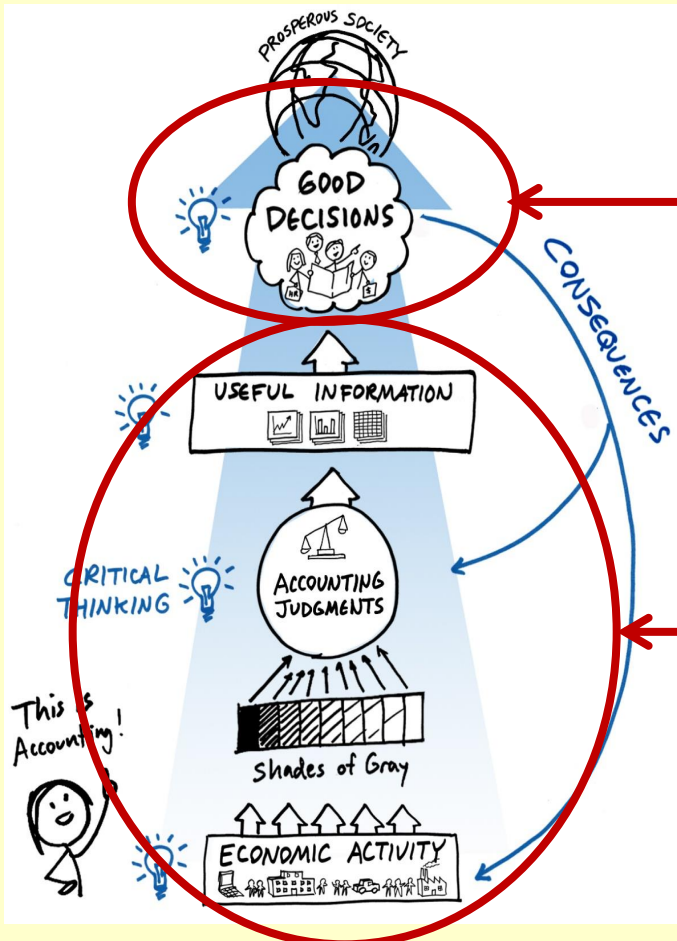 PROSPEROUS SOCIETY
GOOD
DECISIONS
HR
$
CONSEQUENCES
USEFUL INFORMATION
CRITICAL
THINKING
ACCOUNTING
JUDGMENTS
This is
Accounting!
Shades of Gray
ECONOMIC ACTIVITY